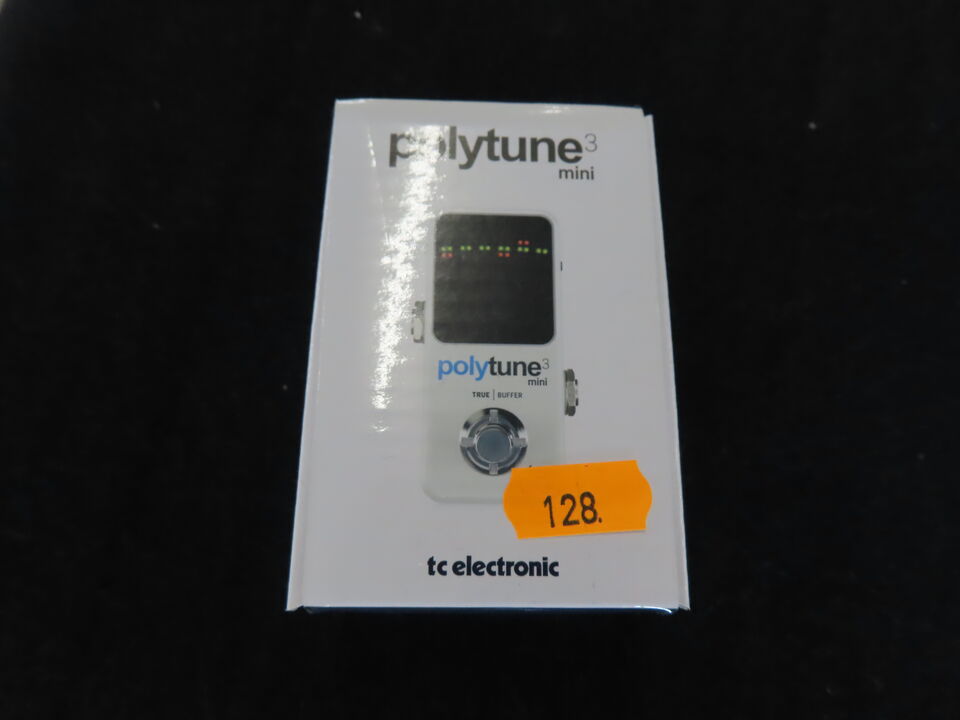 polytune3
mini
polytune3
mini
TRUE | BUFFER
128.
tc electronic